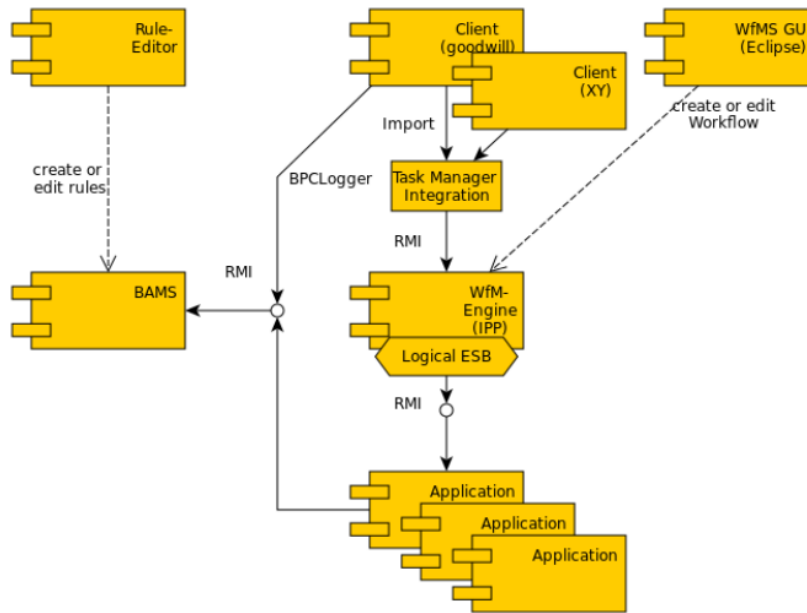 Rule-
Editor
Client
(goodwill)
Client
(XY)
WfMS GU
(Eclipse)
create or edit
Workflow
Import
create or
edit rules
BPCLogger
Task Manager
Integration
RMI
RMI
BAMS
WfM-
Engine
(IPP)
Logical ESB
RMI
Application
Application
Application